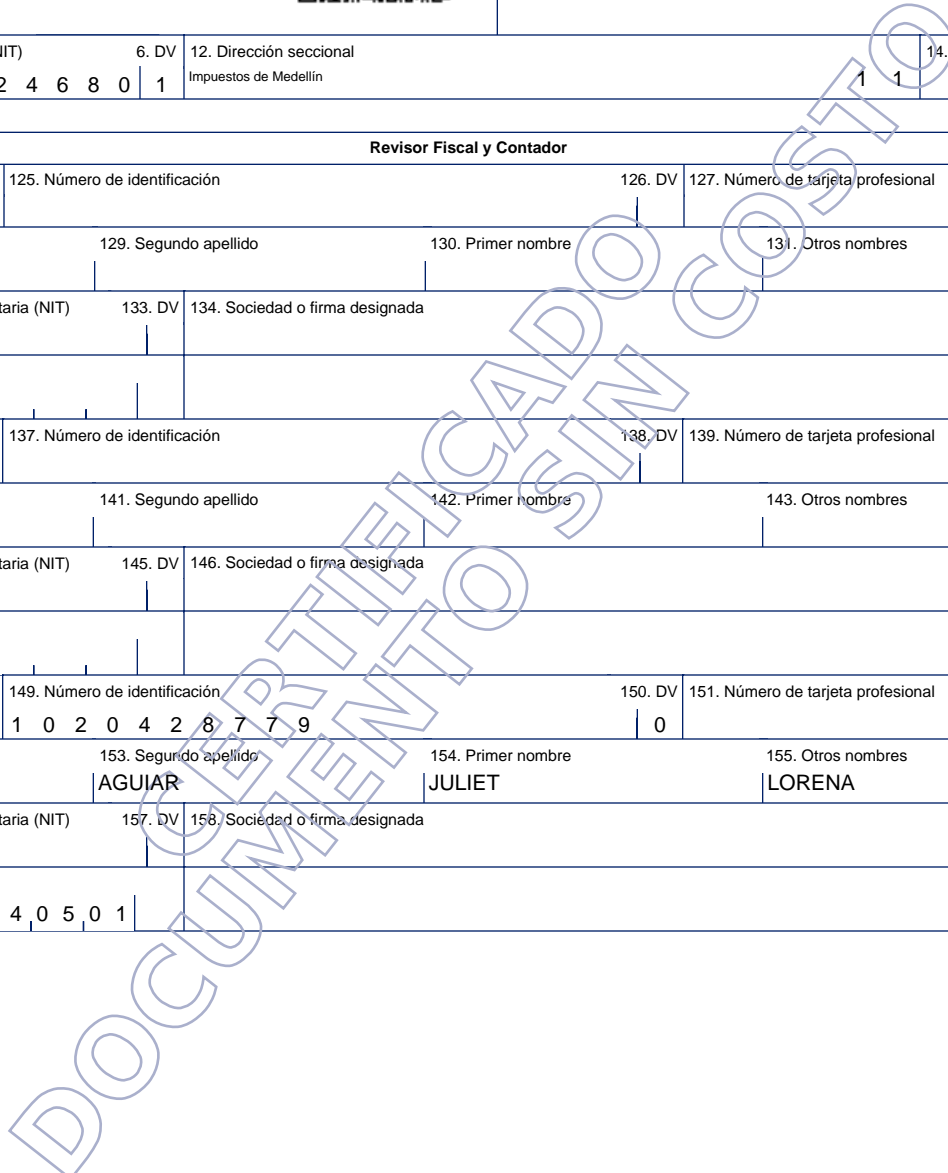 IIT) 6. DV 12. Dirección seccional 14.
2 4 6 8 0 1 Impuestos de Medellín 1 1
Revisor Fiscal y Contador
125. Número de identificación 126. DV 127. Número de tarjeta profesional
129. Segundo apellido 130. Primer nombre 131. Otros nombres
taria (NIT) 133. DV 134. Sociedad o firma designada
137. Número de identificación 138. DV 139. Número de tarjeta profesional
141. Segundo apellido 142. Primer nombre 143. Otros nombres
taria (NIT) 145. DV 146. Sociedad o firma designada
149. Número de identificación 150. DV 151. Número de tarjeta profesional
1 0 2 0 4 2 8 7 7 9 0
153. Segundo apellido 154. Primer nombre 155. Otros nombres
AGUIAR JULIET LORENA
taria (NIT) 157. DV 158. Sociedad o firma designada
4 0 5 0 1
CERTIFICADO
DOCUMENTO SIN COSTO